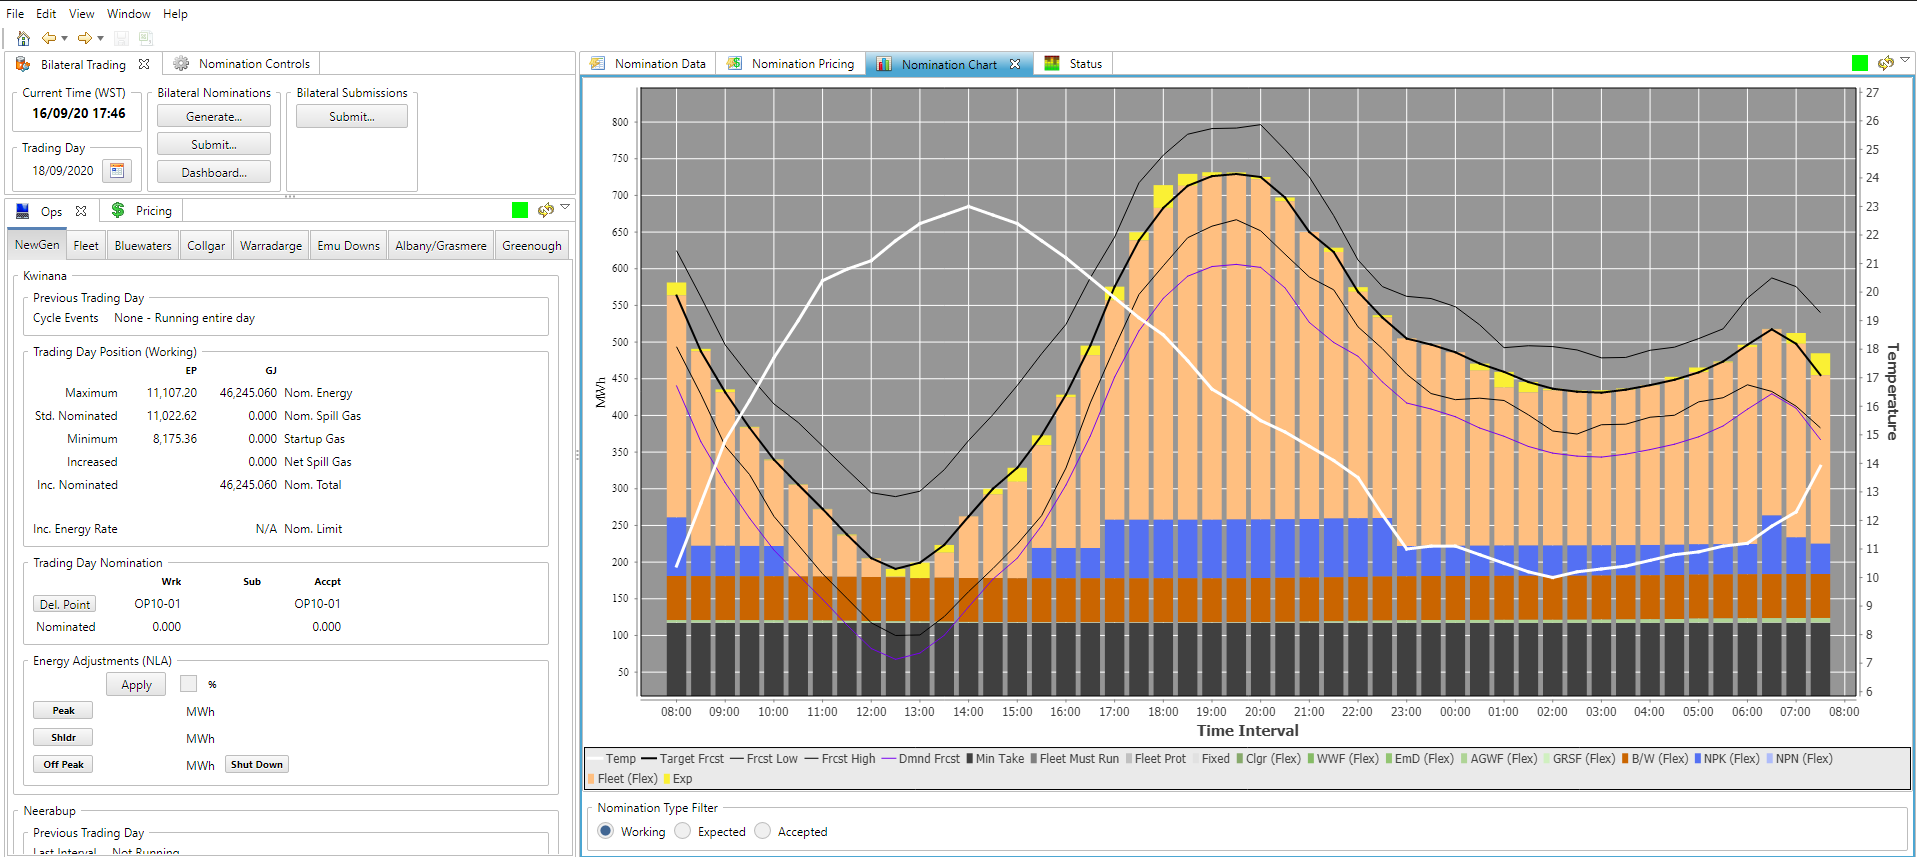 File Edit View Window Help
Bilateral Trading Nomination Controls
Current Time (WST)
16/09/20 17:46
Trading Day
18/09/2020
Bilateral Nominations
Generate...
Submit...
Dashboard...
Bilateral Submissions
Submit...
Ops Pricing
NewGen Fleet Bluewaters Collgar Warradarge Emu Downs Albany/Grasmere Greenough
Kwinana
Previous Trading Day
Cycle Events None - Running entire day
Trading Day Position (Working)
EP GJ
Maximum 11,107.20 46,245.060 Nom. Energy
Std. Nominated 11,022.62 0.000 Nom. Spill Gas
Minimum 8,175.36 0.000 Startup Gas
Increased 0.000 Net Spill Gas
Inc. Nominated 46,245.060 Nom. Total
Inc. Energy Rate N/A Nom. Limit
Trading Day Nomination
Wrk Sub Accpt
Del. Point OP10-01 OP10-01
Nominated 0.000 0.000
Energy Adjustments (NLA)
Apply %
Peak MWh
Shldr MWh
Off Peak MWh Shut Down
Neerabup
Previous Trading Day
Last Interval Not Running
Nomination Data Nomination Pricing Nomination Chart Status
MWh
800
750
700
650
600
550
500
450
400
350
300
250
200
150
100
50
27
26
25
24
23
22
21
20
19
18
17
16
15
14
13
12
11
10
9
8
7
6
Temperature
08:00 09:00 10:00 11:00 12:00 13:00 14:00 15:00 16:00 17:00 18:00 19:00 20:00 21:00 22:00 23:00 00:00 01:00 02:00 03:00 04:00 05:00 06:00 07:00 08:00
Time Interval
Temp Target Frcst Frcst Low Frcst High Dmnd Frcst Min Take Fleet Must Run Fleet Prot Fixed Clgr (Flex) WWF (Flex) EmD (Flex) AGWF (Flex) GRSF (Flex) B/W (Flex) NPK (Flex) NPN (Flex)
Fleet (Flex) Exp
Nomination Type Filter
Working Expected Accepted